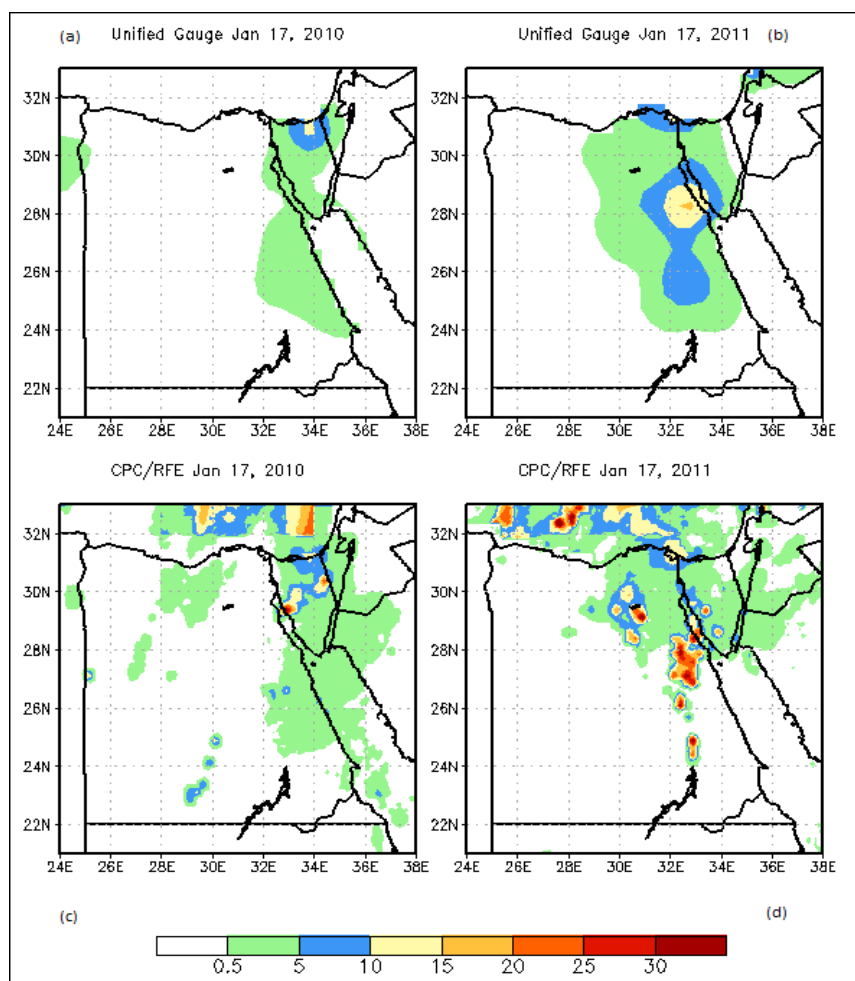 (a) Unified Gauge Jan 17, 2010
Unified Gauge Jan 17, 2011 (b)
32N
30N
28N
26N
24N
22N
24E 26E 28E 30E 32E 34E 36E 38E
32N
30N
28N
26N
24N
22N
24E 26E 28E 30E 32E 34E 36E 38E
CPC/RFE Jan 17, 2010
CPC/RFE Jan 17, 2011
32N
30N
28N
26N
24N
22N
24E 26E 28E 30E 32E 34E 36E 38E
32N
30N
28N
26N
24N
22N
24E 26E 28E 30E 32E 34E 36E 38E
(c)
(d)
0.5 5 10 15 20 25 30